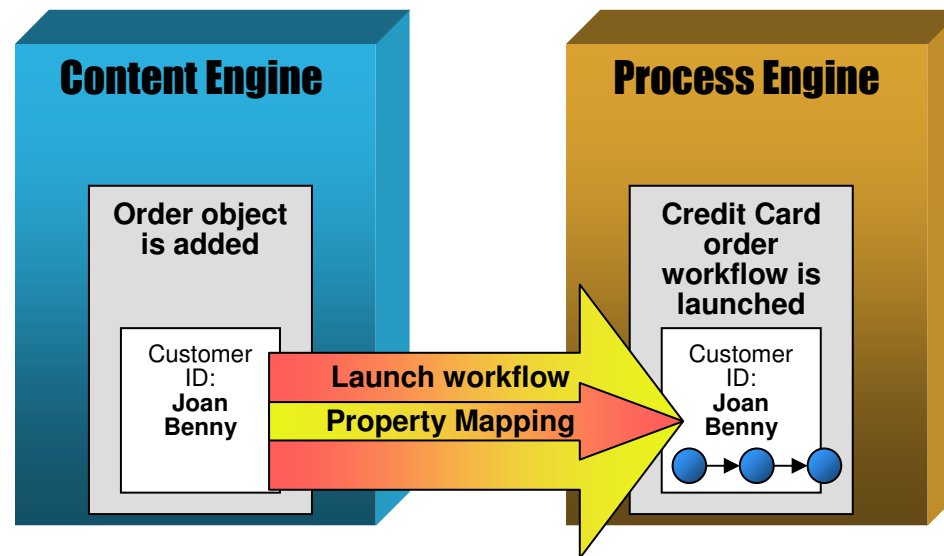 Content Engine
Order object
is added
Customer
ID:
Joan
Benny
Launch workflow
Property Mapping
Process Engine
Credit Card
order
workflow is
launched
Customer
ID:
Joan
Benny